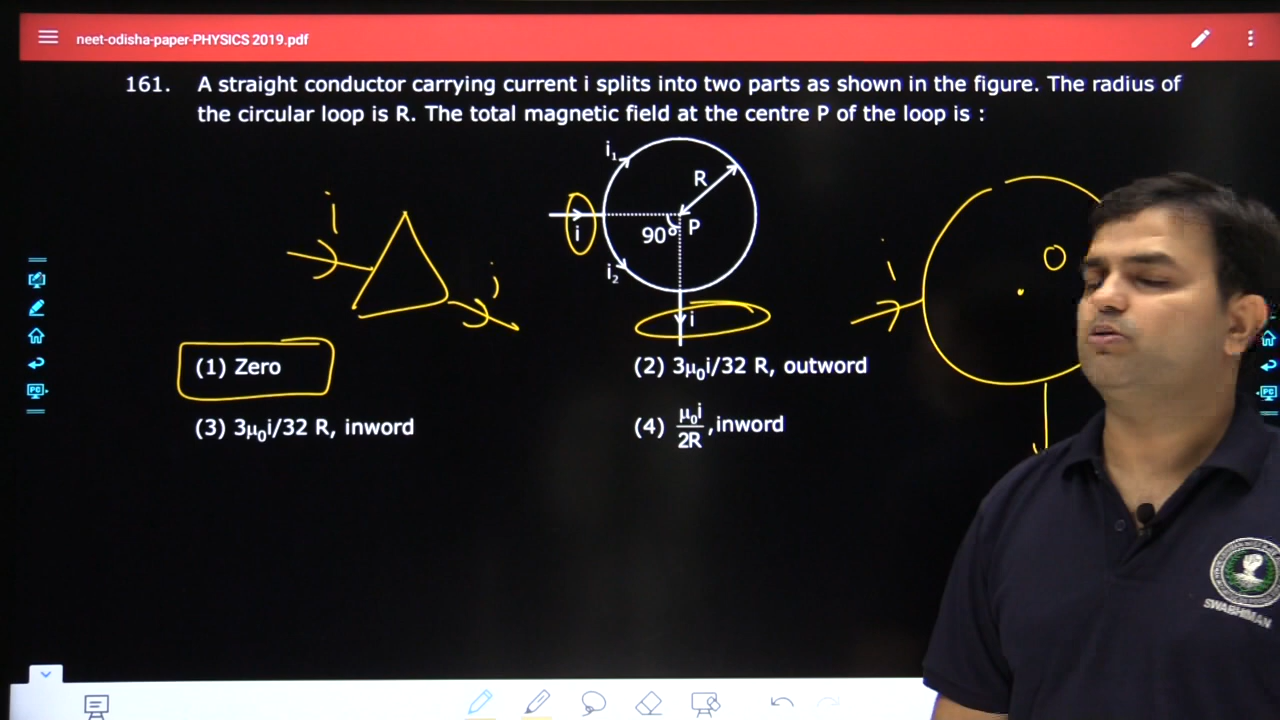 neet-odisha-paper-PHYSICS 2019.pdf
161. A straight conductor carrying current i splits into two parts as shown in the figure. The radius of
the circular loop is R. The total magnetic field at the centre P of the loop is :
i₁
R
i
90°
P
i₂
i
i
i
i
O
(1) Zero
(2) 3μ₀i/32 R, outword
(3) 3μ₀i/32 R, inword
(4) μ₀i/2R ,inword
PC
PC
SWABHIMAN